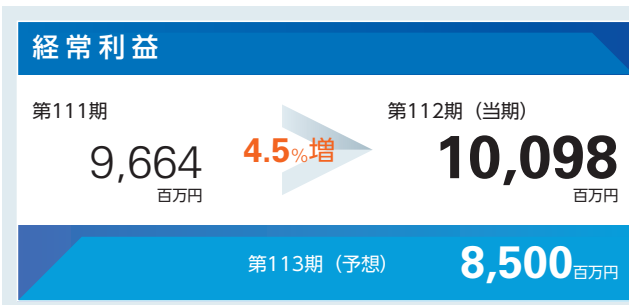 経常利益
第111期
9,664
百万円
4.5%増
第112期（当期）
10,098
百万円
第113期（予想） 8,500百万円